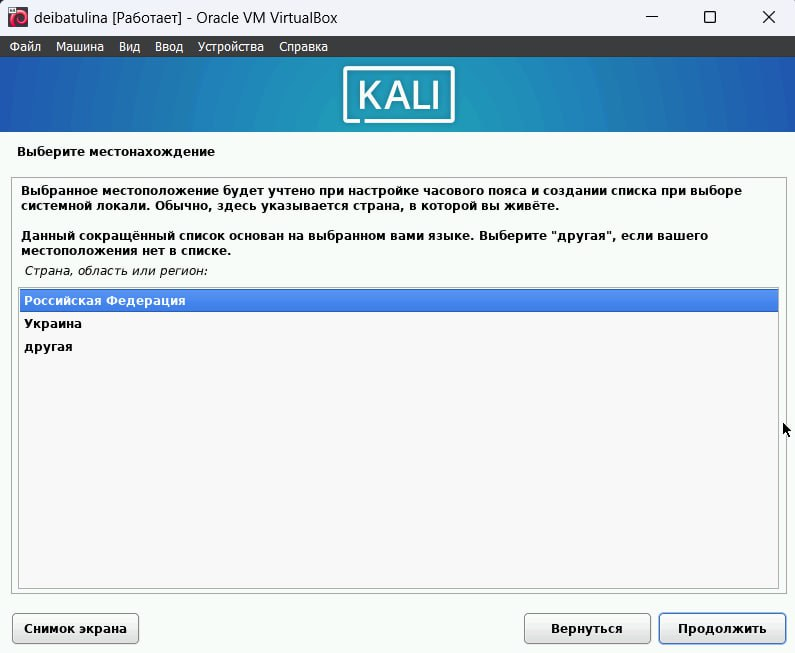 deibatulina [Работает] - Oracle VM VirtualBox
Файл Машина Вид Ввод Устройства Справка
KALI
Выберите местонахождение
Выбранное местоположение будет учтено при настройке часового пояса и создании списка при выборе
системной локали. Обычно, здесь указывается страна, в которой вы живёте.
Данный сокращённый список основан на выбранном вами языке. Выберите "другая", если вашего
местоположения нет в списке.
Страна, область или регион:
Российская Федерация
Украина
другая
Снимок экрана Вернуться Продолжить